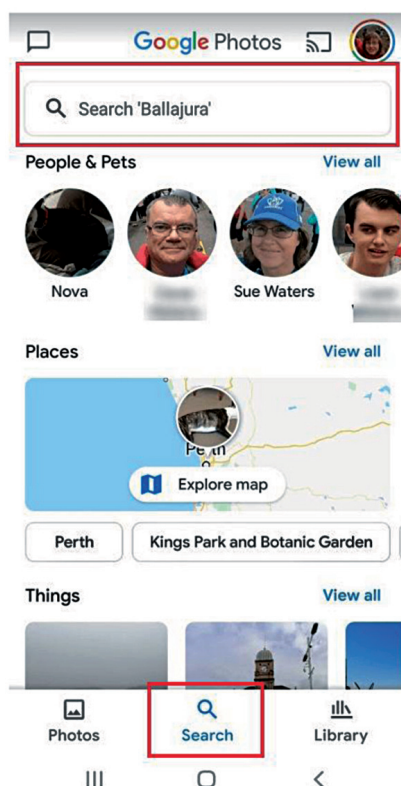 Google Photos
Search 'Ballajura'
People & Pets View all
Nova Sue Waters
Places View all
Perth
Explore map
Perth Kings Park and Botanic Garden
Things View all
Photos Search Library